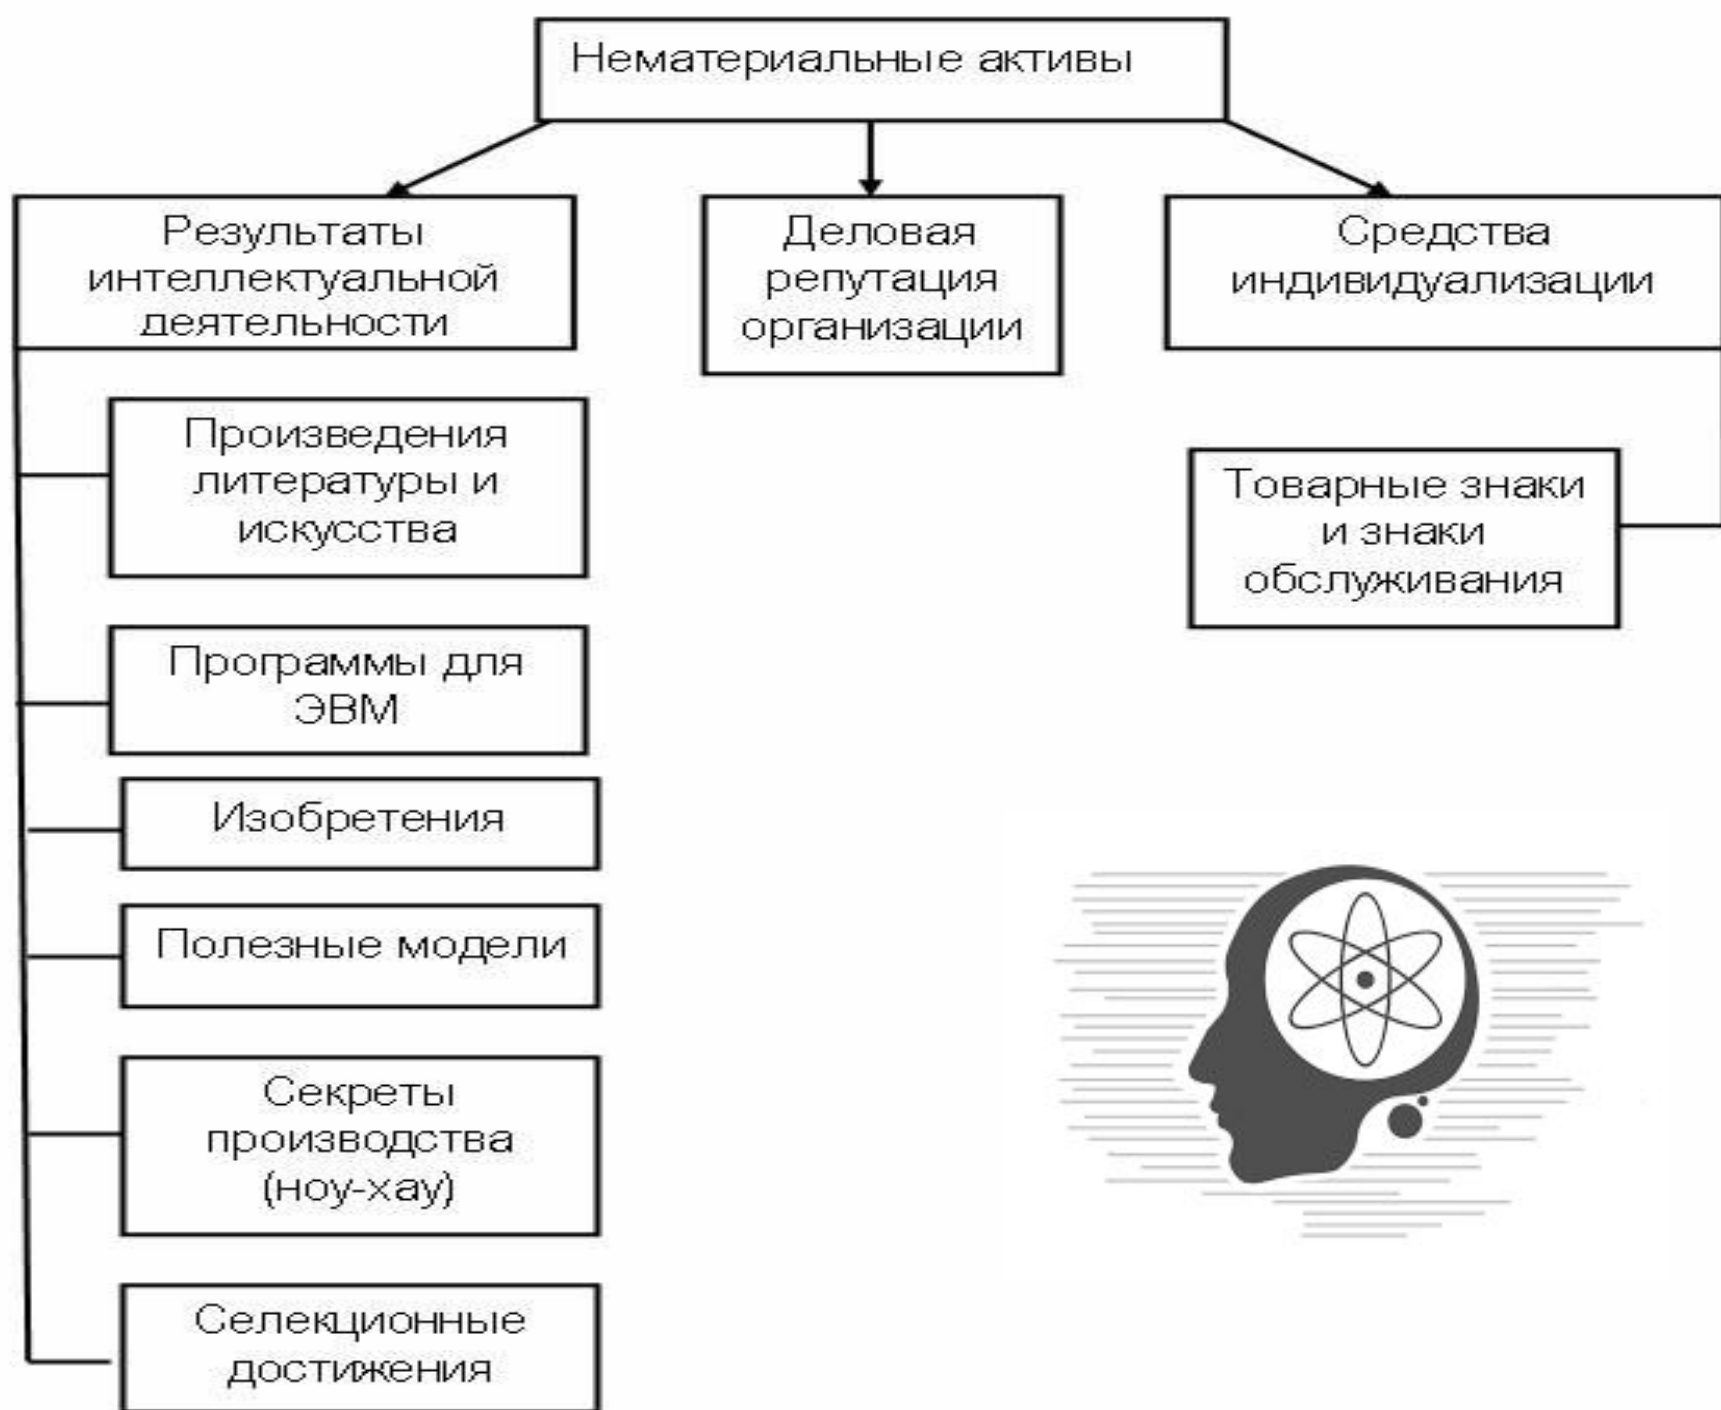 Нематериальные активы
Результаты
интеллектуальной
деятельности
Деловая
репутация
организации
Средства
индивидуализации
Произведения
литературы и
искусства
Товарные знаки
и знаки
обслуживания
Программы для
ЭВМ
Изобретения
Полезные модели
Секреты
производства
(ноу-хау)
Селекционные
достижения